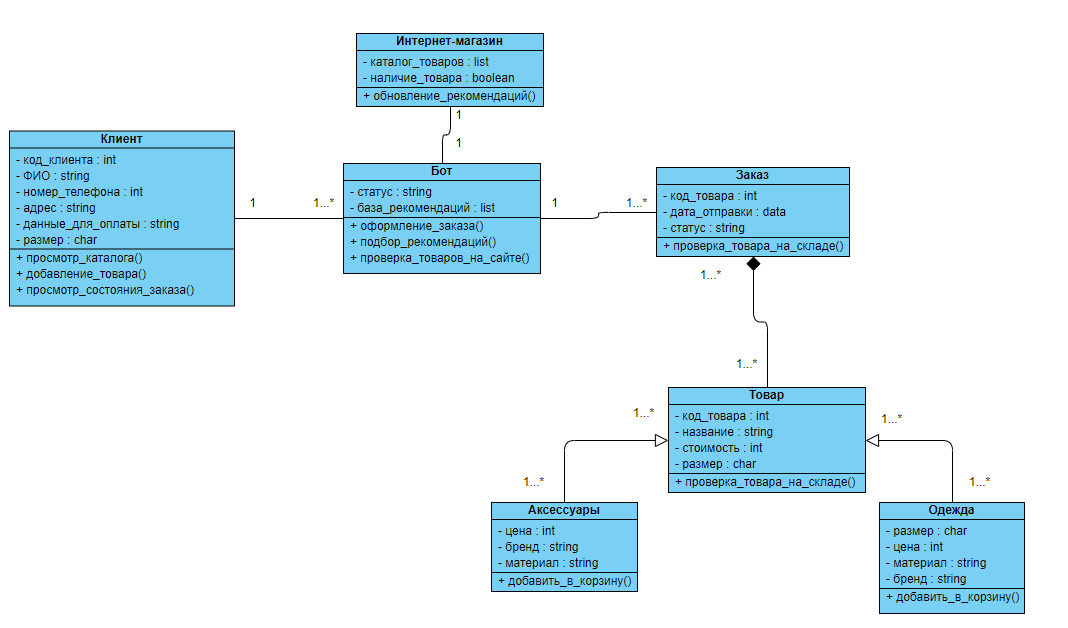 Интернет-магазин
- каталог_товаров : list
- наличие_товара : boolean
+ обновление_рекомендаций()
1
1
Клиент
- код_клиента : int
- ФИО : string
- номер_телефона : int
- адрес : string
- данные_для_оплаты : string
- размер : char
+ просмотр_каталога()
+ добавление_товара()
+ просмотр_состояния_заказа()
1
1...*
Бот
- статус : string
- база_рекомендаций : list
+ оформление_заказа()
+ подбор_рекомендаций()
+ проверка_товаров_на_сайте()
1
1...*
Заказ
- код_товара : int
- дата_отправки : data
- статус : string
+ проверка_товара_на_складе()
1...*
1...*
Товар
- код_товара : int
- название : string
- стоимость : int
- размер : char
+ проверка_товара_на_складе()
1...*
1...*
1...*
1...*
Аксессуары
- цена : int
- бренд : string
- материал : string
+ добавить_в_корзину()
Одежда
- размер : char
- цена : int
- материал : string
- бренд : string
+ добавить_в_корзину()